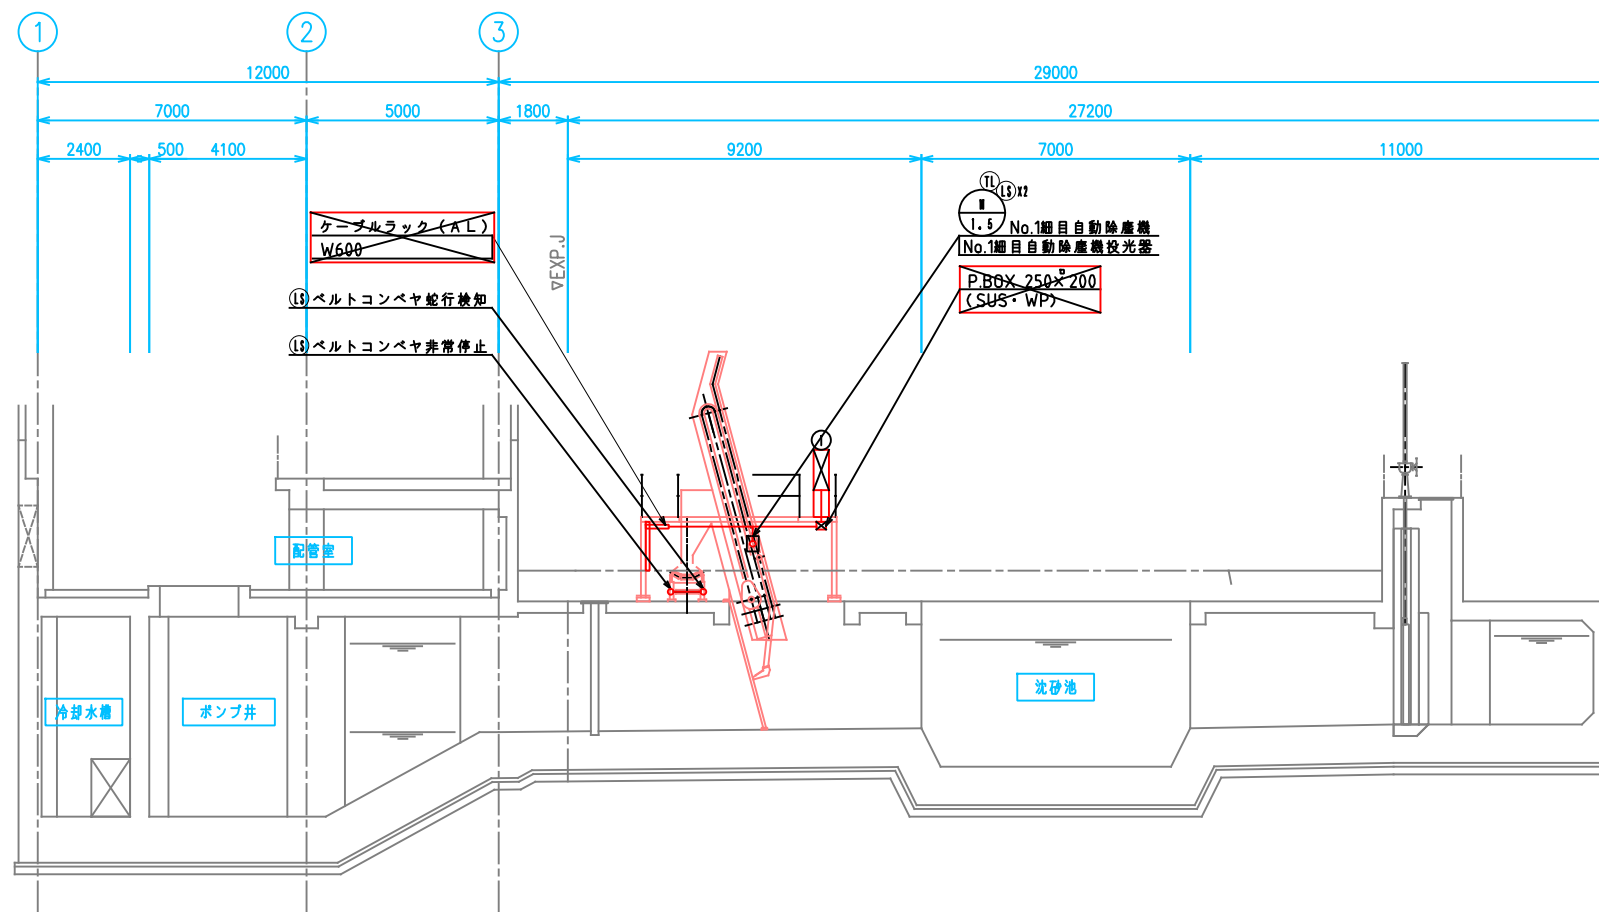 1
2
3
12000
29000
7000
5000
1800
27200
2400
500
4100
9200
7000
11000
TL
LS X2
M
1.5
No.1細目自動除塵機
No.1細目自動除塵機投光器
ケーブルラック(AL)
W600
▽EXP.J
P.BOX 250×200
(SUS・WP)
LS ベルトコンベヤ蛇行検知
LS ベルトコンベヤ非常停止
配管室
冷却水槽
ポンプ井
沈砂池